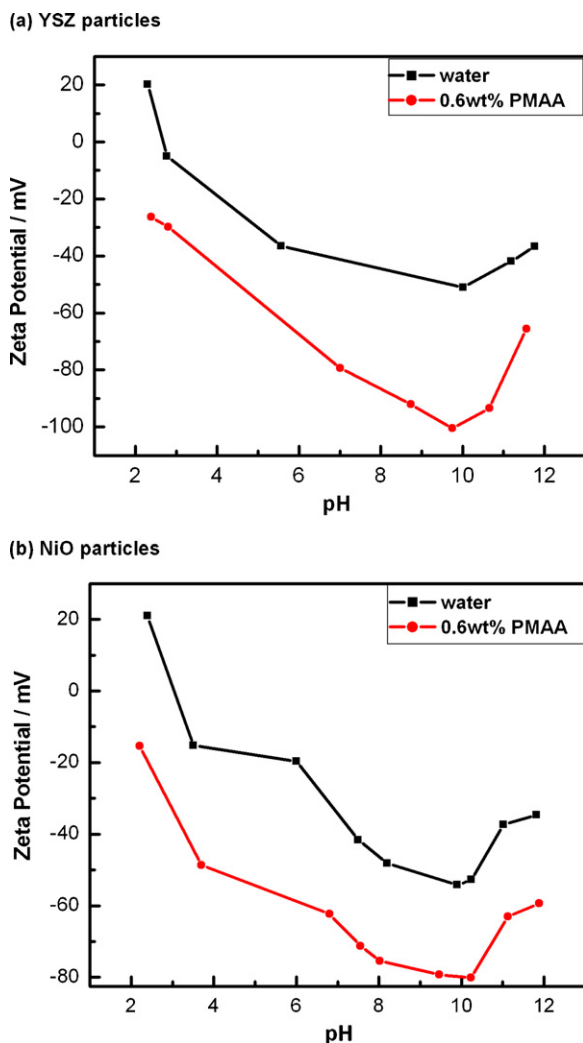 (a) YSZ particles
water
0.6wt% PMAA
20
0
-20
-40
-60
-80
-100
Zeta Potential / mV
2
4
6
8
10
12
pH
(b) NiO particles
water
0.6wt% PMAA
20
0
-20
-40
-60
-80
Zeta Potential / mV
2
4
6
8
10
12
pH